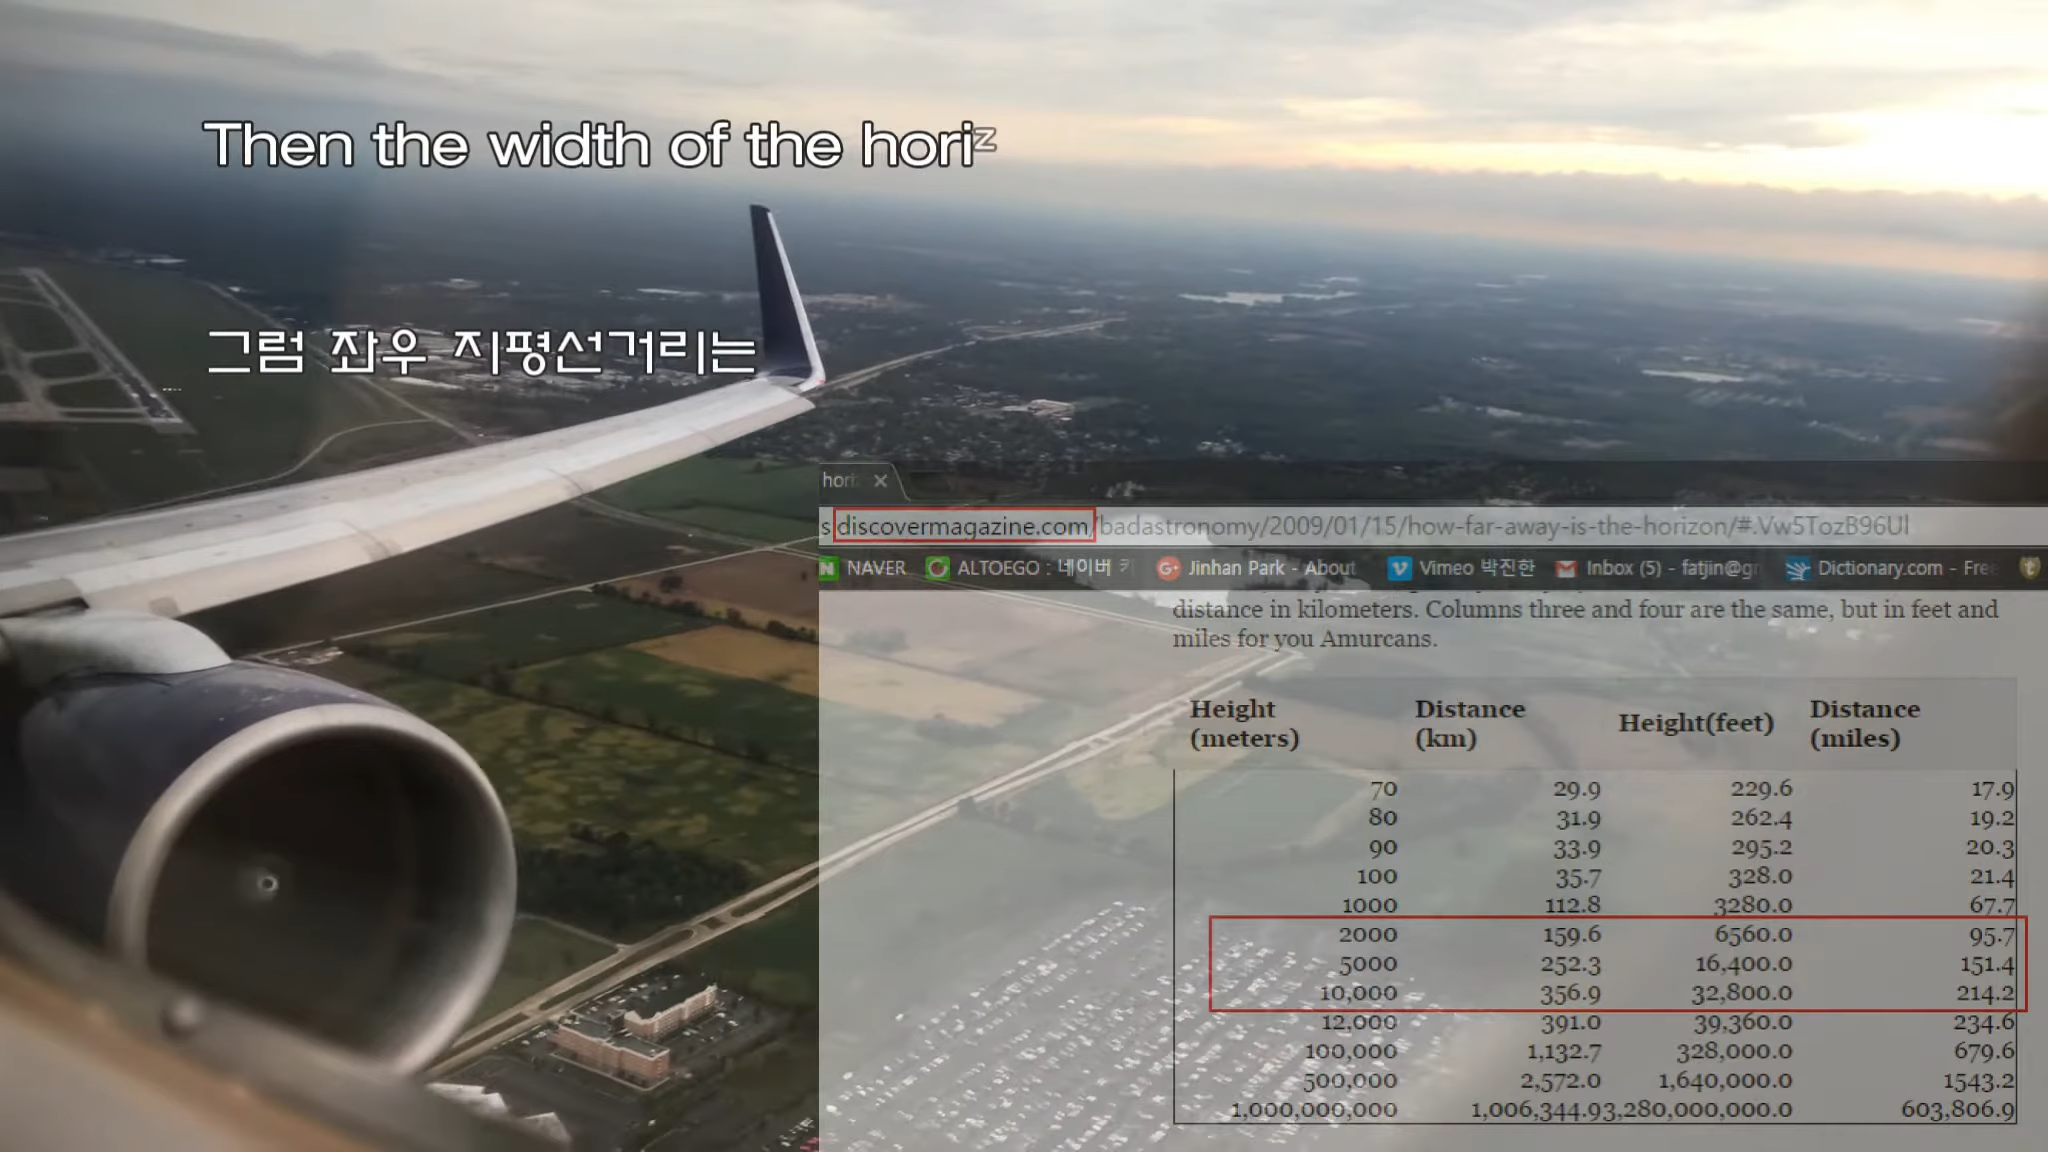 Then the width of the horiz
그럼 좌우 지평선거리는
hori
s discovermagazine.com/badastronomy/2009/01/15/how-far-away-is-the-horizon/#.Vw5TozB96UI
NAVER ALTOEGO : 네이버 키 Jinhan Park - About Vimeo 박진한 Inbox (5) - fatjin@gm Dictionary.com - Free
distance in kilometers. Columns three and four are the same, but in feet and
miles for you Amurcans.
Height (meters) Distance (km) Height(feet) Distance (miles)
70 29.9 229.6 17.9
80 31.9 262.4 19.2
90 33.9 295.2 20.3
100 35.7 328.0 21.4
1000 112.8 3280.0 67.7
2000 159.6 6560.0 95.7
5000 252.3 16,400.0 151.4
10,000 356.9 32,800.0 214.2
12,000 391.0 39,360.0 234.6
100,000 1,132.7 328,000.0 679.6
500,000 2,572.0 1,640,000.0 1543.2
1,000,000,000 1,006,344.9 3,280,000,000.0 603,806.9